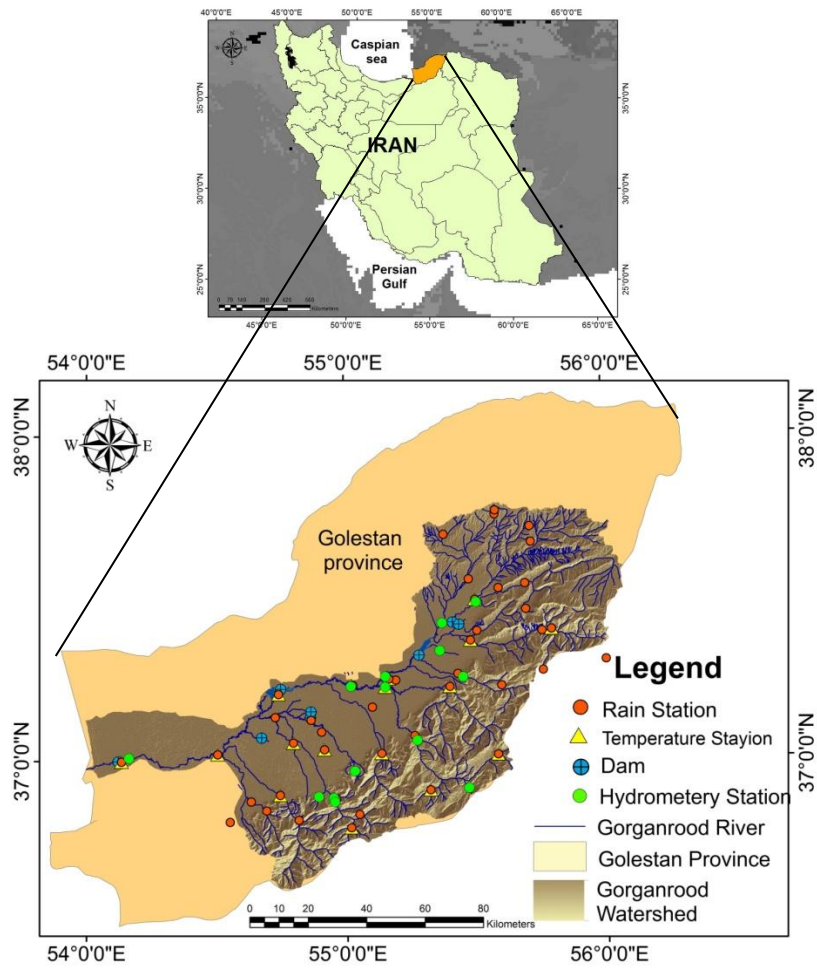 40°0'0"E
45°0'0"E
50°0'0"E
55°0'0"E
60°0'0"E
65°0'0"E
N
W
E
S
Caspian
sea
35°0'0"N
35°0'0"N
IRAN
30°0'0"N
30°0'0"N
25°0'0"N
25°0'0"N
Persian
Gulf
Kilometers
45°0'0"E
50°0'0"E
55°0'0"E
60°0'0"E
65°0'0"E
54°0'0"E
55°0'0"E
56°0'0"E
N
W
E
S
38°0'0"N
38°0'0"N
Golestan
province
Legend
Rain Station
Temperature Stayion
Dam
Hydrometery Station
Gorganrood River
Golestan Province
Gorganrood
Watershed
37°0'0"N
37°0'0"N
0 10 20 40 60 80
Kilometers
54°0'0"E
55°0'0"E
56°0'0"E